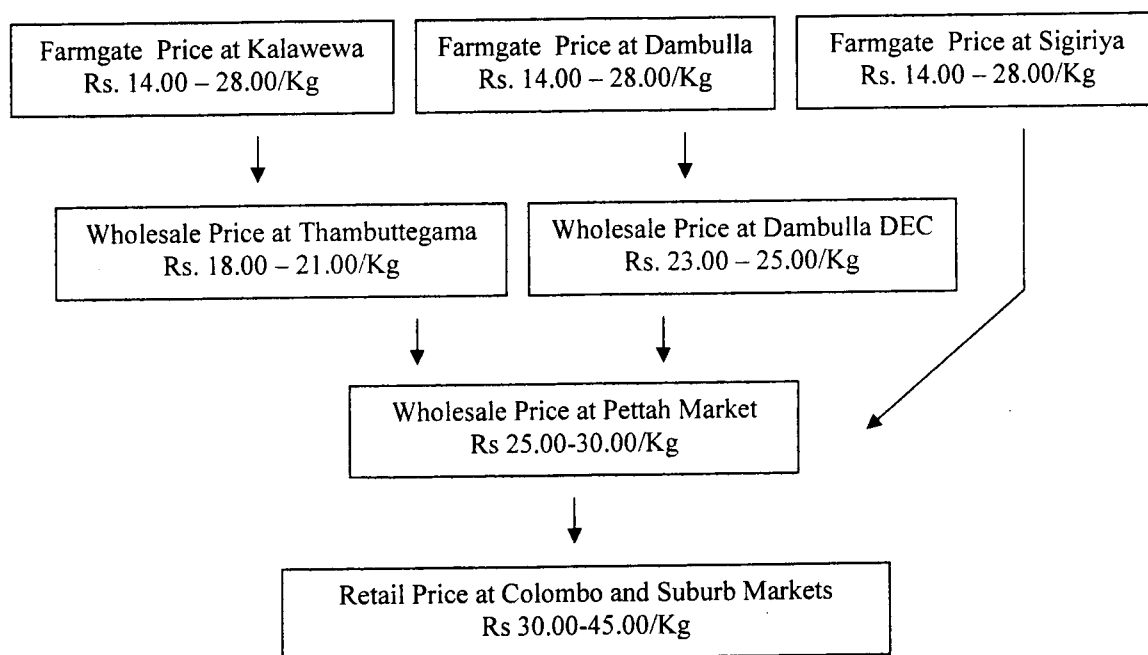 Farmgate Price at Kalawewa
Rs. 14.00 – 28.00/Kg
Farmgate Price at Dambulla
Rs. 14.00 – 28.00/Kg
Farmgate Price at Sigiriya
Rs. 14.00 – 28.00/Kg
Wholesale Price at Thambuttegama
Rs. 18.00 – 21.00/Kg
Wholesale Price at Dambulla DEC
Rs. 23.00 – 25.00/Kg
Wholesale Price at Pettah Market
Rs 25.00-30.00/Kg
Retail Price at Colombo and Suburb Markets
Rs 30.00-45.00/Kg